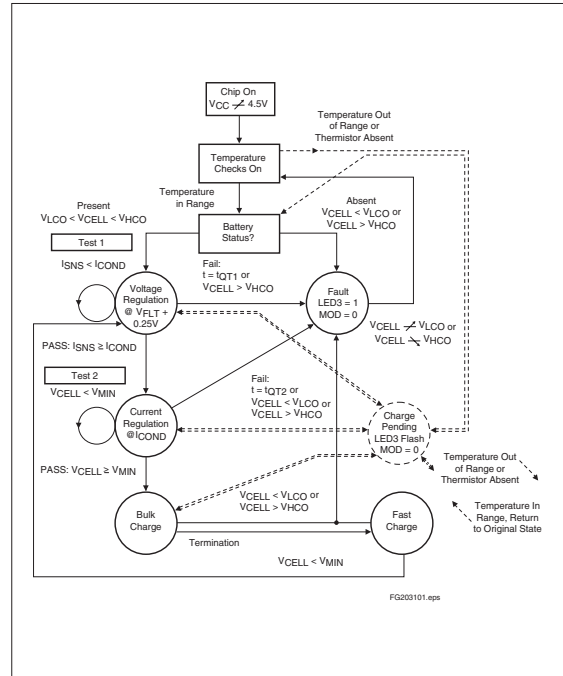 Chip On
VCC ≁ 4.5V
Temperature Out
of Range or
Thermistor Absent
Temperature
Checks On
Temperature
in Range
Present
VLCO < VCELL < VHCO
Absent
VCELL < VLCO or
VCELL > VHCO
Battery
Status?
Test 1
ISNS < ICOND
Fail:
t = tQT1 or
VCELL > VHCO
Voltage
Regulation
@ VFLT +
0.25V
Fault
LED3 = 1
MOD = 0
VCELL VLCO or
VCELL VHCO
PASS: ISNS ≥ ICOND
Test 2
VCELL < VMIN
Fail:
t = tQT2 or
VCELL < VLCO or
VCELL > VHCO
Current
Regulation
@ICOND
Charge
Pending
LED3 Flash
MOD = 0
Temperature Out
of Range or
Thermistor Absent
PASS: VCELL ≥ VMIN
VCELL < VLCO or
VCELL > VHCO
Temperature In
Range, Return
to Original State
Bulk
Charge
Fast
Charge
Termination
VCELL < VMIN
FG203101.eps